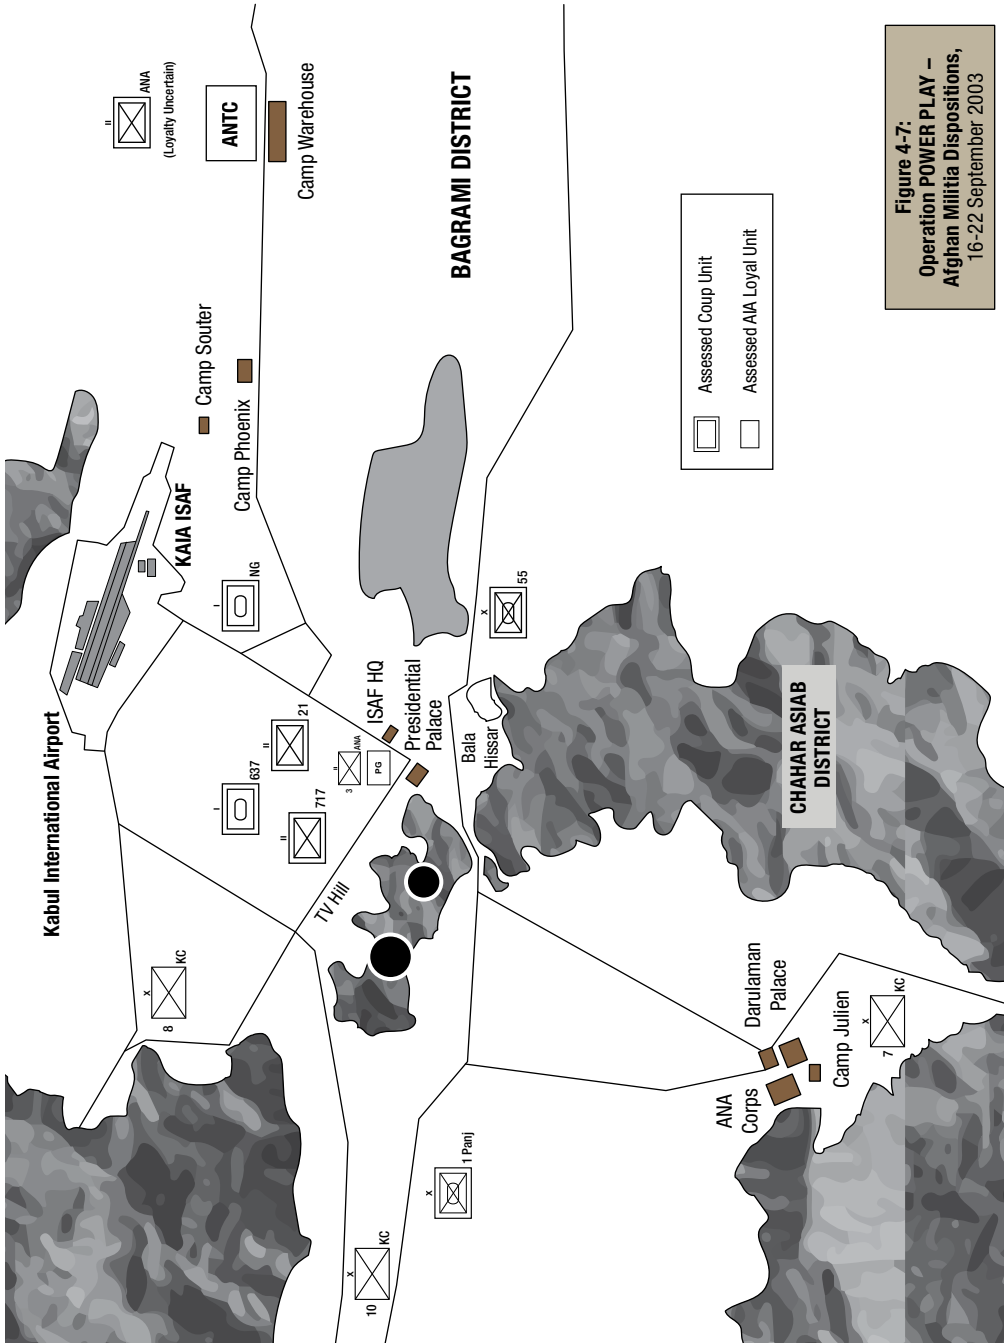 Figure 4-7:
Operation POWER PLAY –
Afghan Militia Dispositions,
16-22 September 2003
Kabul International Airport
KAIA ISAF
II
ANA
(Loyalty Uncertain)
ANTC
Camp Warehouse
Camp Souter
Camp Phoenix
BAGRAMI DISTRICT
I
NG
II
21
I
637
II
717
II
3
ANA
PG
ISAF HQ
Presidential
Palace
TV Hill
Bala
Hissar
X
55
X
8
KC
X
1 Panj
X
10
KC
ANA
Corps
Darulaman
Palace
Camp Julien
X
7
KC
CHAHAR ASIAB
DISTRICT
Assessed Coup Unit
Assessed AIA Loyal Unit